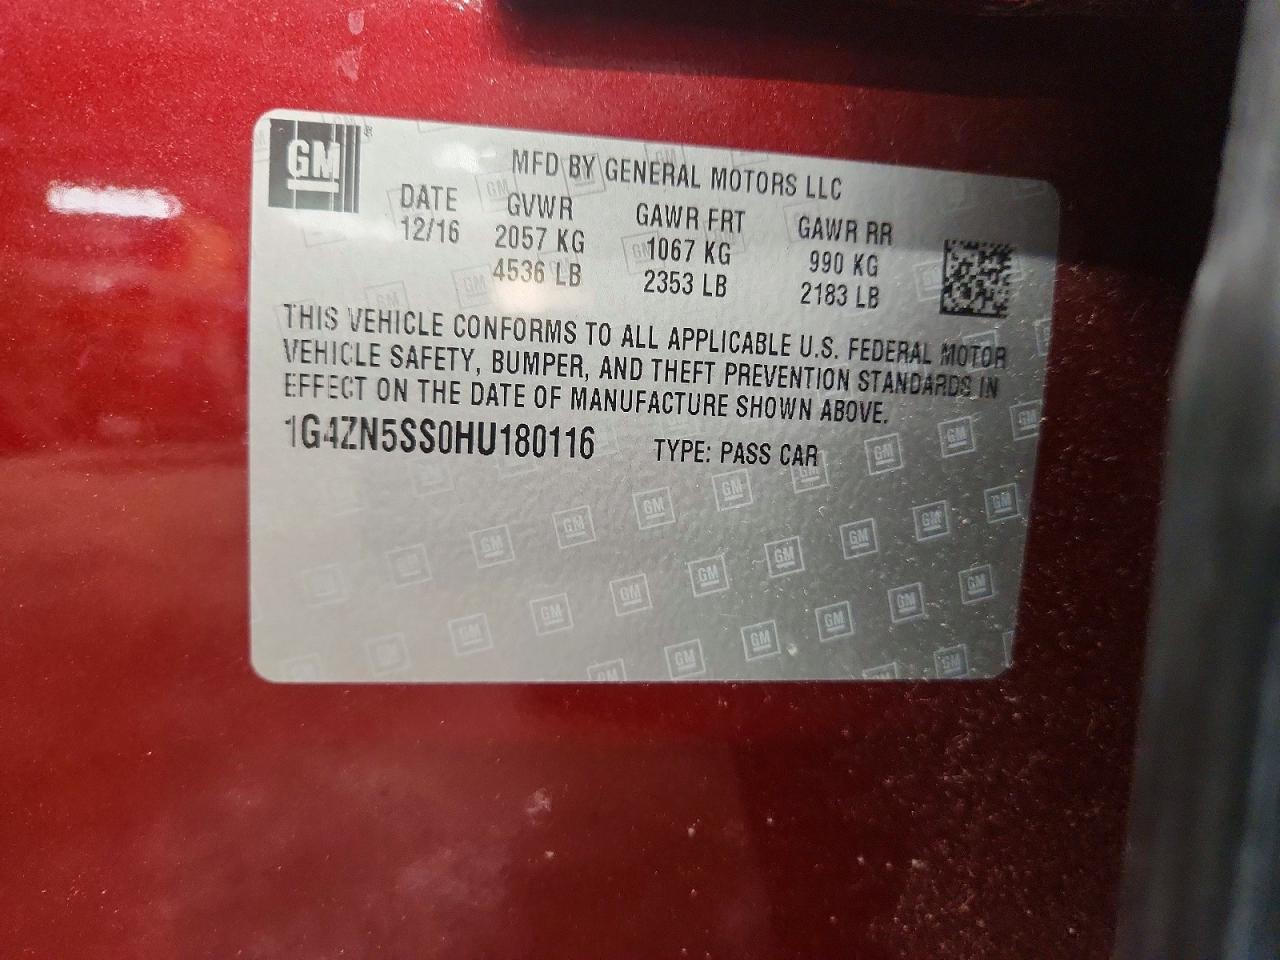 GM
MFD BY GENERAL MOTORS LLC
DATE GVWR GAWR FRT GAWR RR
12/16 2057 KG 1067 KG 990 KG
4536 LB 2353 LB 2183 LB
THIS VEHICLE CONFORMS TO ALL APPLICABLE U.S. FEDERAL MOTOR
VEHICLE SAFETY, BUMPER, AND THEFT PREVENTION STANDARDS IN
EFFECT ON THE DATE OF MANUFACTURE SHOWN ABOVE.
1G4ZN5SS0HU180116 TYPE: PASS CAR